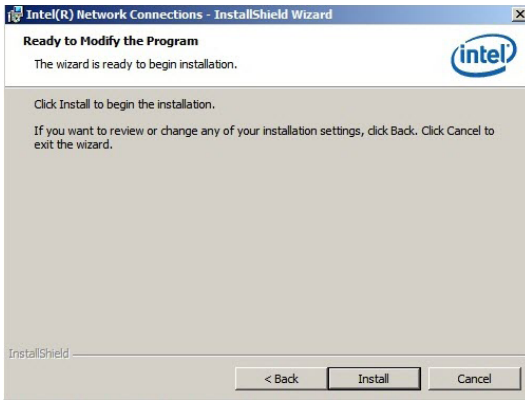 Intel(R) Network Connections - InstallShield Wizard
Ready to Modify the Program
The wizard is ready to begin installation.
intel
Click Install to begin the installation.
If you want to review or change any of your installation settings, click Back. Click Cancel to
exit the wizard.
InstallShield
< Back Install Cancel